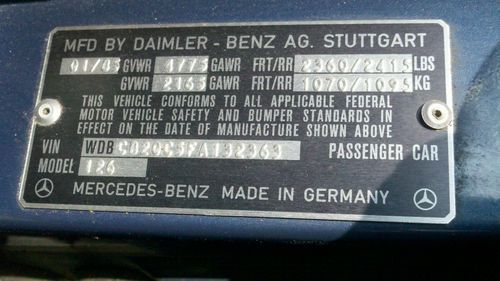 MFD BY DAIMLER - BENZ AG. STUTTGART
01/85 GVWR 4775 GAWR FRT/RR 2360/2415 LBS
GVWR 2165 GAWR FRT/RR 1070/1095 KG
THIS VEHICLE CONFORMS TO ALL APPLICABLE FEDERAL
MOTOR VEHICLE SAFETY AND BUMPER STANDARDS IN
EFFECT ON THE DATE OF MANUFACTURE SHOWN ABOVE
VIN WDB PASSENGER CAR
MODEL 126
MERCEDES-BENZ MADE IN GERMANY